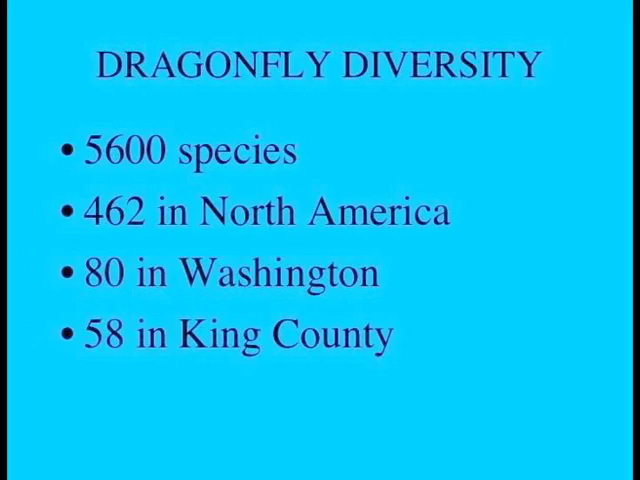 DRAGONFLY DIVERSITY
• 5600 species
• 462 in North America
• 80 in Washington
• 58 in King County